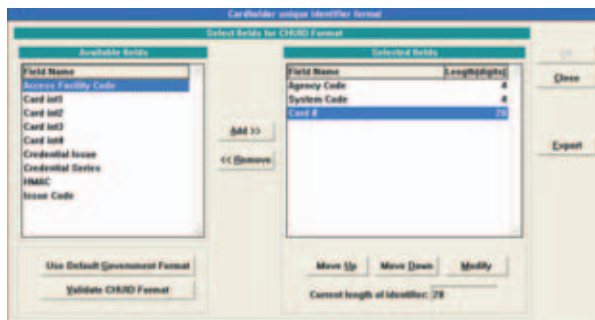 Cardholder unique identifier format
Select fields for CHUID Format
Available fields
Selected fields
Field Name
Access Facility Code
Card int1
Card int2
Card int3
Card int4
Credential Issue
Credential Series
HMAC
Issue Code
Add >>
<< Remove
Field Name Length(digits)
Agency Code 4
System Code 4
Card # 20
Close
Export
Use Default Government Format
Validate CHUID Format
Move Up
Move Down
Modify
Current length of identifier: 28